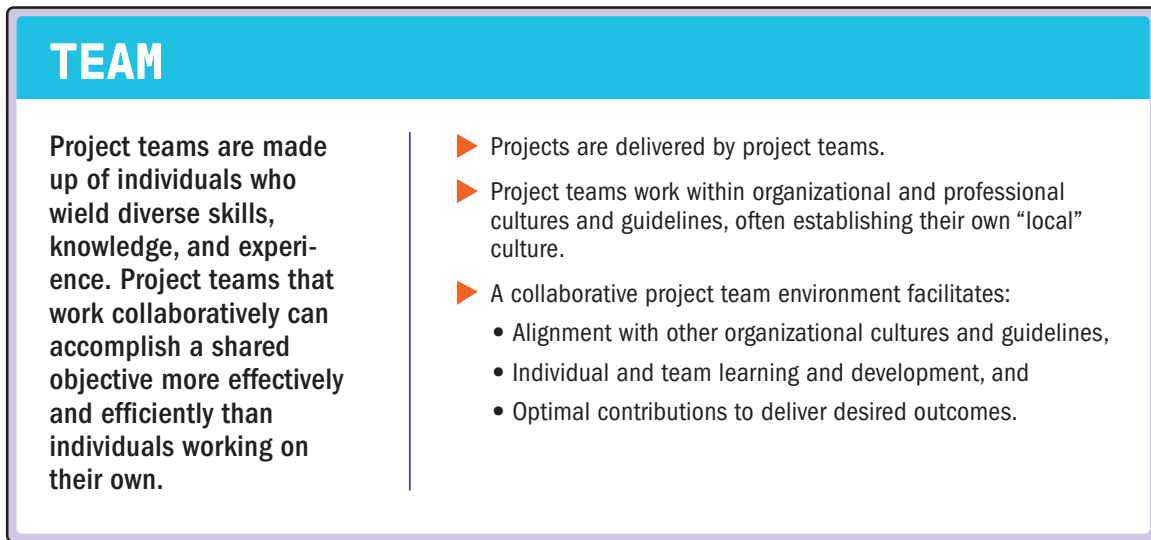 TEAM
Project teams are made
up of individuals who
wield diverse skills,
knowledge, and experi-
ence. Project teams that
work collaboratively can
accomplish a shared
objective more effectively
and efficiently than
individuals working on
their own.
Projects are delivered by project teams.
Project teams work within organizational and professional
cultures and guidelines, often establishing their own “local”
culture.
A collaborative project team environment facilitates:
• Alignment with other organizational cultures and guidelines,
• Individual and team learning and development, and
• Optimal contributions to deliver desired outcomes.